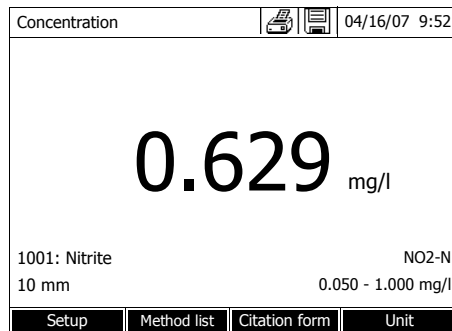 Concentration 04/16/07 9:52
0.629 mg/l
1001: Nitrite NO2-N
10 mm 0.050 - 1.000 mg/l
Setup Method list Citation form Unit